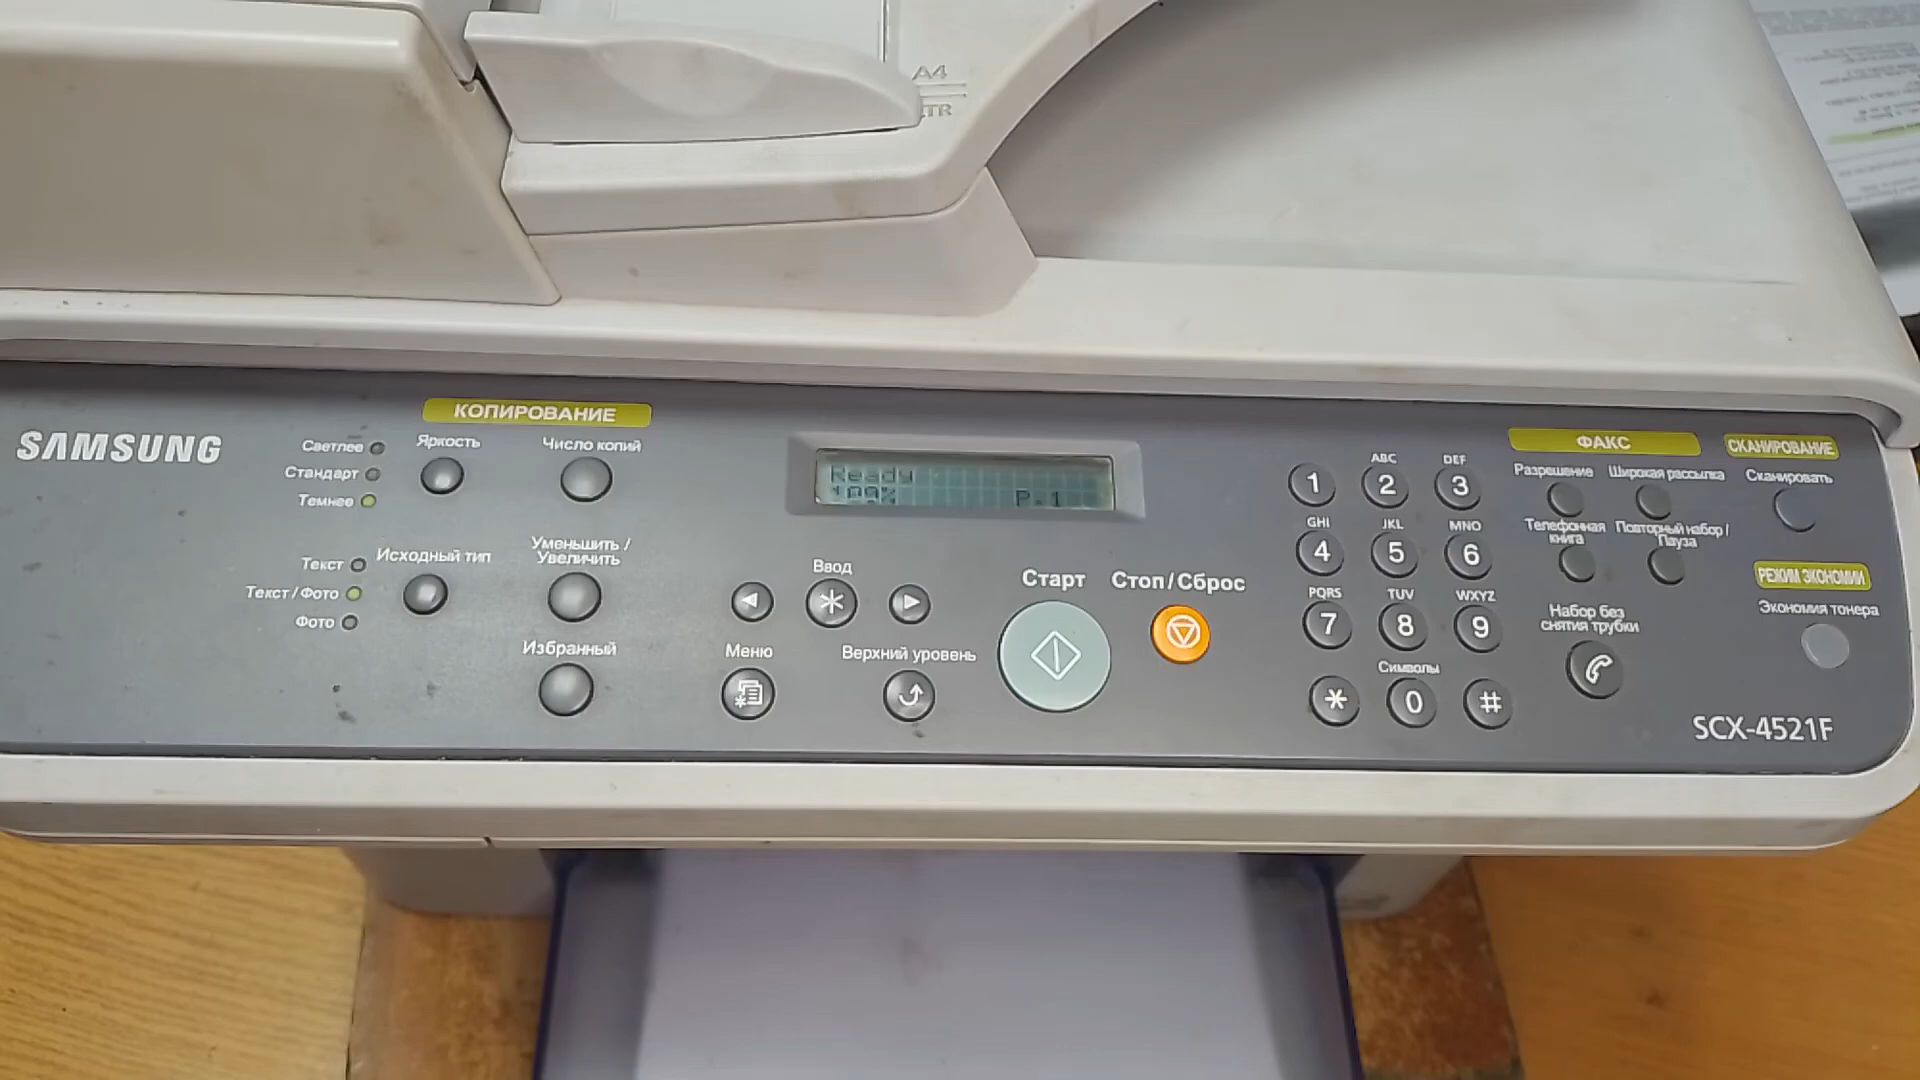 A4
LTR
SAMSUNG
КОПИРОВАНИЕ
Светлее
Стандарт
Темнее
Яркость
Число копий
Текст
Текст / Фото
Фото
Исходный тип
Уменьшить /
Увеличить
Избранный
Ready
P.1
Ввод
Меню
Верхний уровень
Старт
Стоп / Сброс
1
ABC
2
DEF
3
GHI
4
JKL
5
MNO
6
PQRS
7
TUV
8
WXYZ
9
*
Символы
0
#
ФАКС
Разрешение
Широкая рассылка
Телефонная
книга
Повторный набор /
Пауза
Набор без
снятия трубки
СКАНИРОВАНИЕ
Сканировать
РЕЖИМ ЭКОНОМИИ
Экономия тонера
SCX-4521F